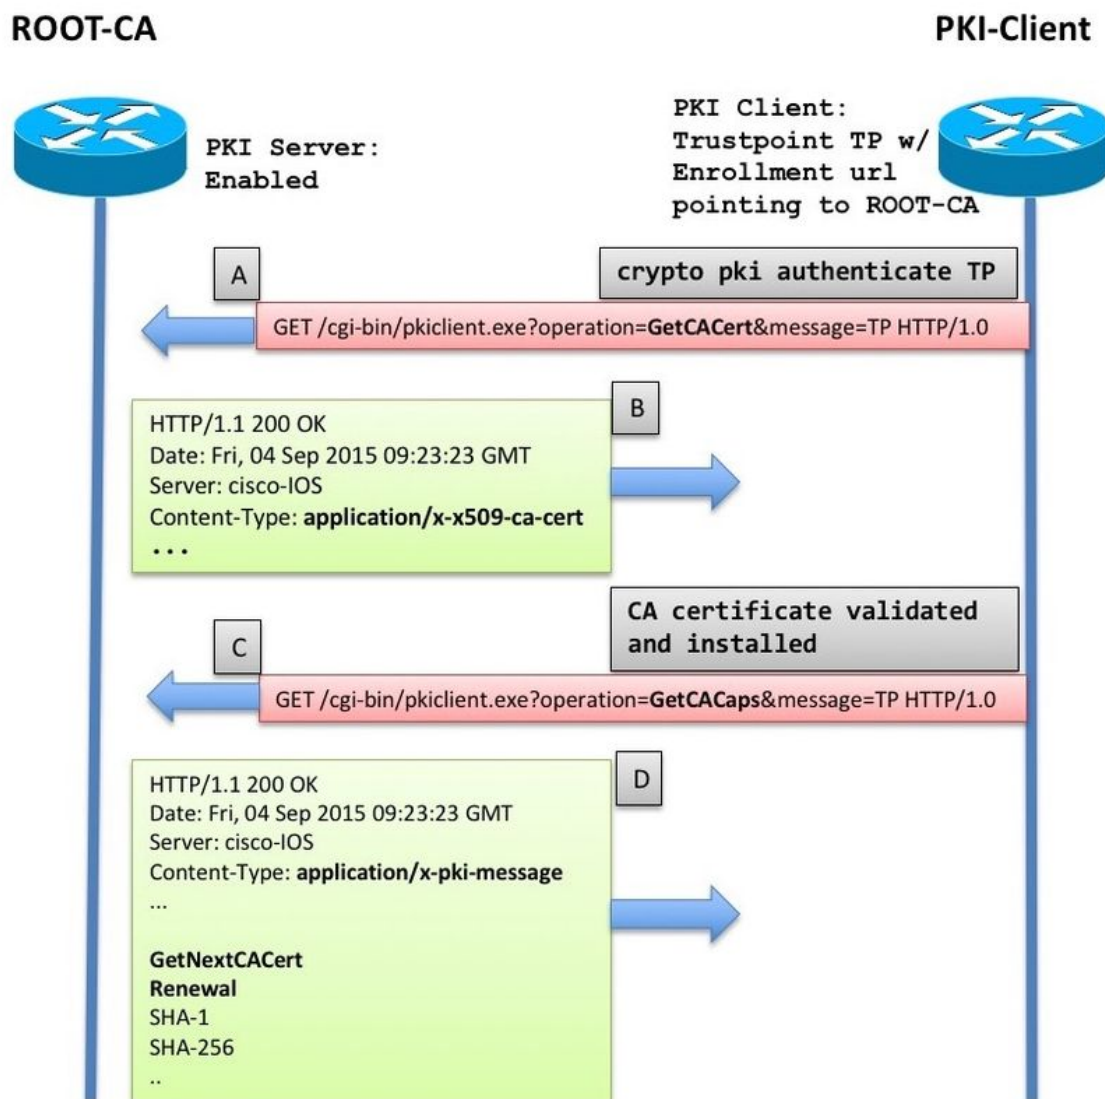 ROOT-CA
PKI-Client
PKI Server:
Enabled
PKI Client:
Trustpoint TP w/
Enrollment url
pointing to ROOT-CA
A
crypto pki authenticate TP
GET /cgi-bin/pkiclient.exe?operation=GetCACert&message=TP HTTP/1.0
B
HTTP/1.1 200 OK
Date: Fri, 04 Sep 2015 09:23:23 GMT
Server: cisco-IOS
Content-Type: application/x-x509-ca-cert
...
CA certificate validated
and installed
C
GET /cgi-bin/pkiclient.exe?operation=GetCACaps&message=TP HTTP/1.0
D
HTTP/1.1 200 OK
Date: Fri, 04 Sep 2015 09:23:23 GMT
Server: cisco-IOS
Content-Type: application/x-pki-message
...
GetNextCACert
Renewal
SHA-1
SHA-256
..